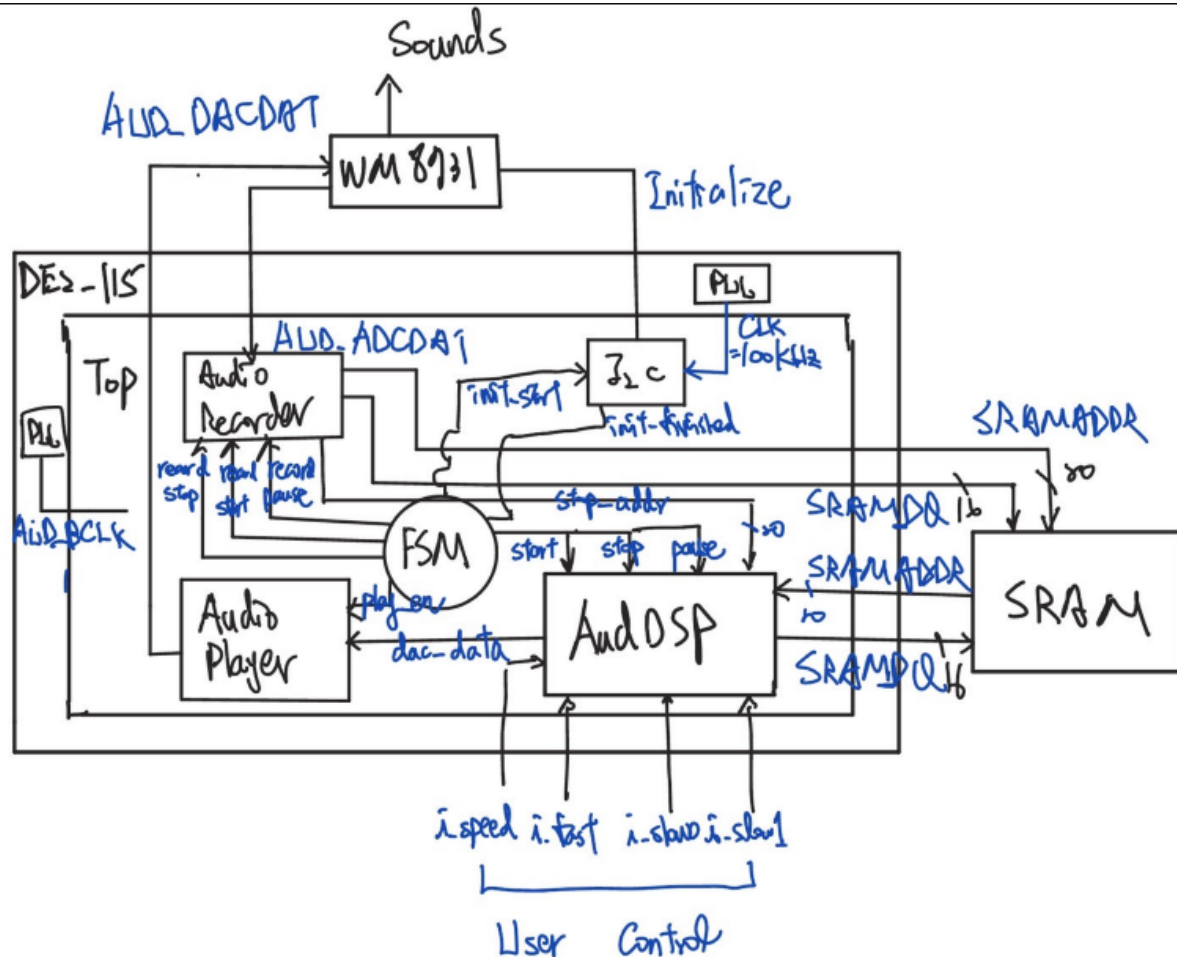 Sounds
AUD_DACDAT
WM8731
Initialize
DE2_115
PLL
CLK
=100KHz
Top
AUD_ADCDAT
Audio
Recorder
I2C
init_start
init_finished
PLL
AUD_BCLK
SRAMADDR
20
SRAMDQ 16
record
stop
read
start
record
pause
FSM
stop_addr
20
start
stop
pause
SRAMADDR
20
SRAM
play_en
Audio
Player
dac_data
AudDSP
SRAMDQ 16
i_speed i_fast i_slow0 i_slow1
User Control